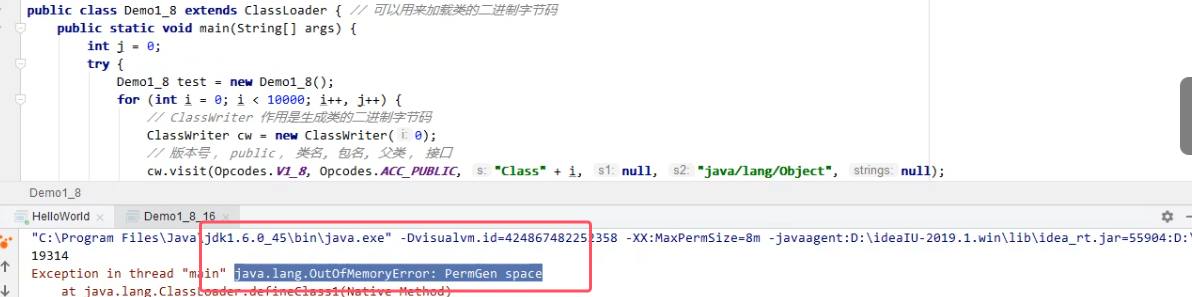 public class Demo1_8 extends ClassLoader { // 可以用来加载类的二进制字节码
public static void main(String[] args) {
int j = 0;
try {
Demo1_8 test = new Demo1_8();
for (int i = 0; i < 10000; i++, j++) {
// ClassWriter 作用是生成类的二进制字节码
ClassWriter cw = new ClassWriter( i: 0);
// 版本号， public， 类名, 包名, 父类， 接口
cw.visit(Opcodes.V1_8, Opcodes.ACC_PUBLIC, s: "Class" + i, s1: null, s2: "java/lang/Object", strings: null);
Demo1_8
HelloWorld × Demo1_8_16 ×
"C:\Program Files\Java\jdk1.6.0_45\bin\java.exe" -Dvisualvm.id=424867482252358 -XX:MaxPermSize=8m -javaagent:D:\ideaIU-2019.1.win\lib\idea_rt.jar=55904:D:\
19314
Exception in thread "main" java.lang.OutOfMemoryError: PermGen space
at java.lang.ClassLoader.defineClass1(Native Method)